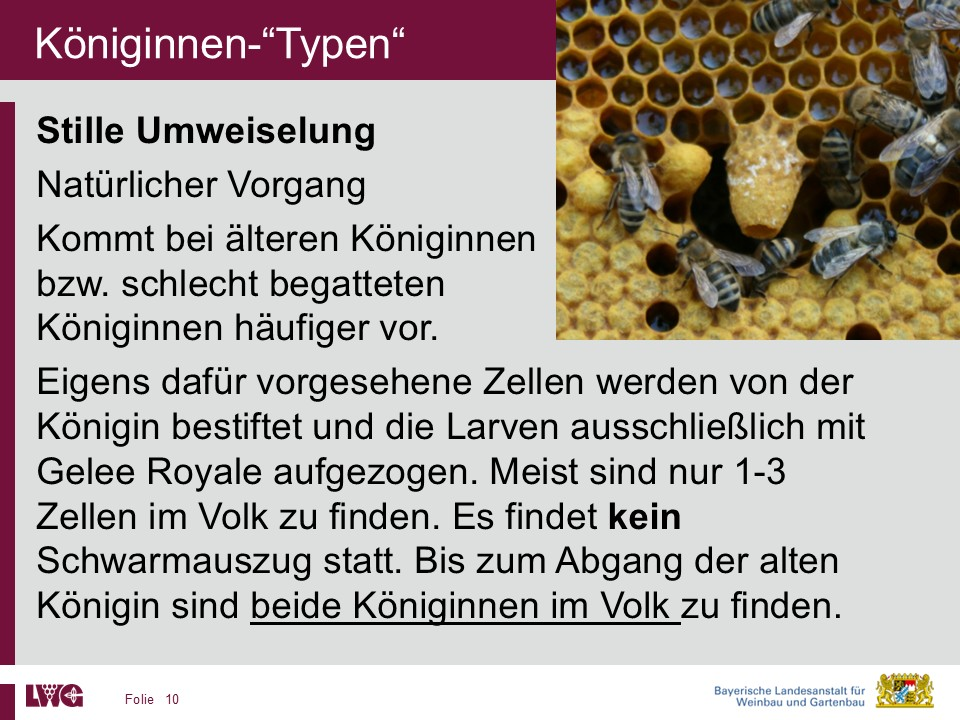 Königinnen-“Typen“
Stille Umweiselung
Natürlicher Vorgang
Kommt bei älteren Königinnen
bzw. schlecht begatteten
Königinnen häufiger vor.
Eigens dafür vorgesehene Zellen werden von der
Königin bestiftet und die Larven ausschließlich mit
Gelee Royale aufgezogen. Meist sind nur 1-3
Zellen im Volk zu finden. Es findet kein
Schwarmauszug statt. Bis zum Abgang der alten
Königin sind beide Königinnen im Volk zu finden.
LWG
Folie 10
Bayerische Landesanstalt für
Weinbau und Gartenbau